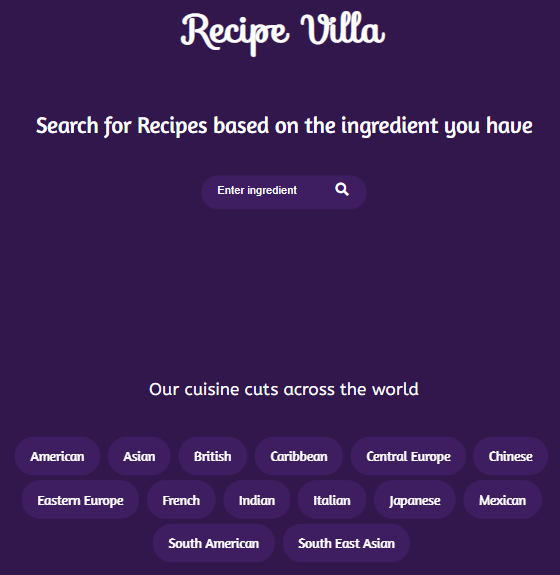 Recipe Villa
Search for Recipes based on the ingredient you have
Enter ingredient
Our cuisine cuts across the world
American Asian British Caribbean Central Europe Chinese
Eastern Europe French Indian Italian Japanese Mexican
South American South East Asian